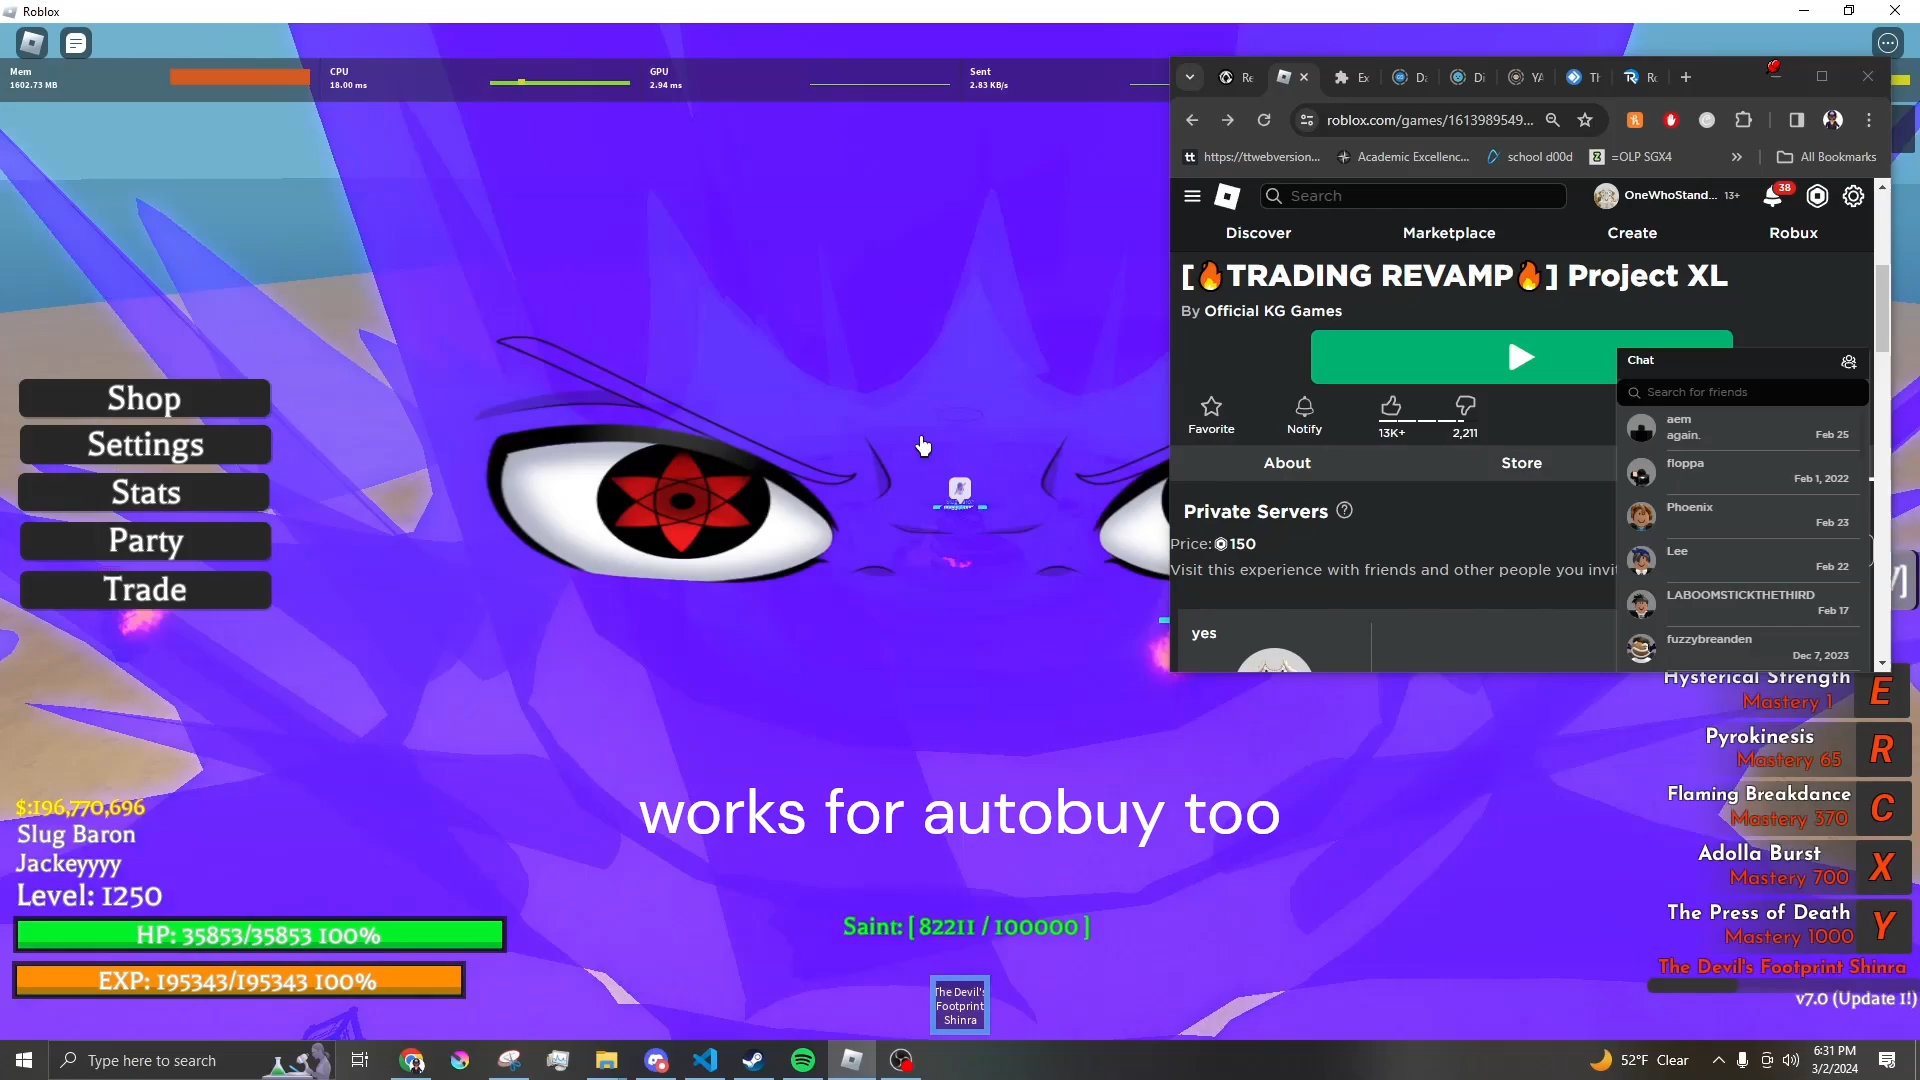 Roblox
Mem
1602.73 MB
CPU
18.00 ms
GPU
2.94 ms
Sent
2.83 KB/s
Shop
Settings
Stats
Party
Trade
$:196,770,696
Slug Baron
Jackeyyyy
Level: 1250
HP: 35853/35853 100%
EXP: 195343/195343 100%
works for autobuy too
Saint: [ 82211 / 100000 ]
The Devil's
Footprint
Shinra
Re
Ex
Di
YA
Th
Ro
roblox.com/games/1613989549...
https://ttwebversion...
Academic Excellenc...
school d00d
=OLP SGX4
All Bookmarks
Search
OneWhoStand...
13+
38
Discover
Marketplace
Create
Robux
[🔥TRADING REVAMP🔥] Project XL
By Official KG Games
Favorite
Notify
13K+
2,211
About
Store
Private Servers
Price: 150
Visit this experience with friends and other people you invit
yes
Chat
Search for friends
aem
again.
Feb 25
floppa
Feb 1, 2022
Phoenix
Feb 23
Lee
Feb 22
LABOOMSTICKTHETHIRD
Feb 17
fuzzybreanden
Dec 7, 2023
Hysterical Strength
Mastery 1
E
Pyrokinesis
Mastery 65
R
Flaming Breakdance
Mastery 370
C
Adolla Burst
Mastery 700
X
The Press of Death
Mastery 1000
Y
The Devil's Footprint Shinra
v7.0 (Update 1!)
Type here to search
52°F Clear
6:31 PM
3/2/2024